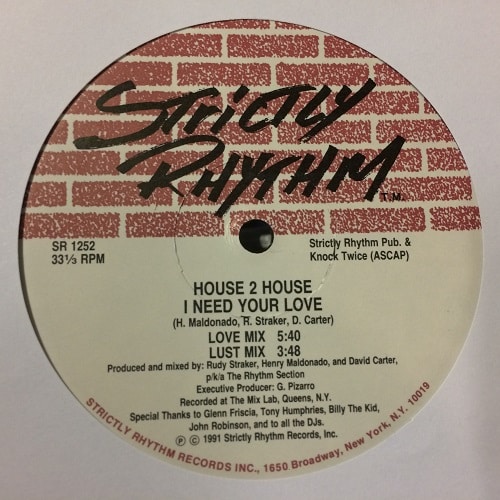 STRICTLY
RHYTHM
T.M.
SR 1252
33⅓ RPM
Strictly Rhythm Pub. &
Knock Twice (ASCAP)
HOUSE 2 HOUSE
I NEED YOUR LOVE
(H. Maldonado, R. Straker, D. Carter)
LOVE MIX 5:40
LUST MIX 3:48
Produced and mixed by: Rudy Straker, Henry Maldonado, and David Carter,
p/k/a The Rhythm Section
Executive Producer: G. Pizarro
Recorded at The Mix Lab, Queens, N.Y.
Special Thanks to Glenn Friscia, Tony Humphries, Billy The Kid,
John Robinson, and to all the DJs.
℗ © 1991 Strictly Rhythm Records, Inc.
STRICTLY RHYTHM RECORDS INC., 1650 Broadway, New York, N.Y. 10019